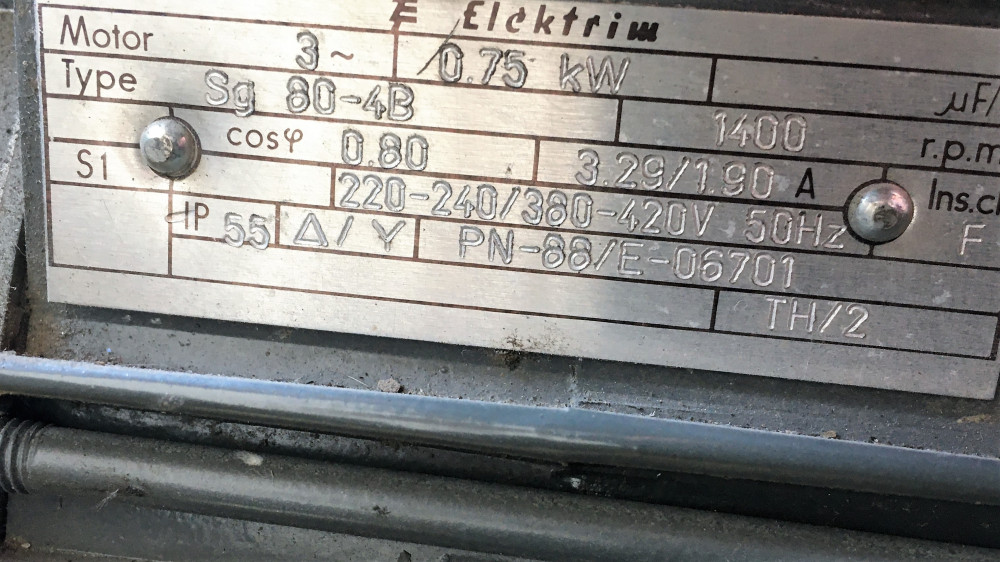 Elektrim
Motor 3~ 0.75 kW µF/
Type Sg 80-4B 1400 r.p.m
cosφ 0.80 3.29/1.90 A Ins.cl
S1 220-240/380-420V 50Hz F
IP 55 Δ/Y PN-88/E-06701
TH/2